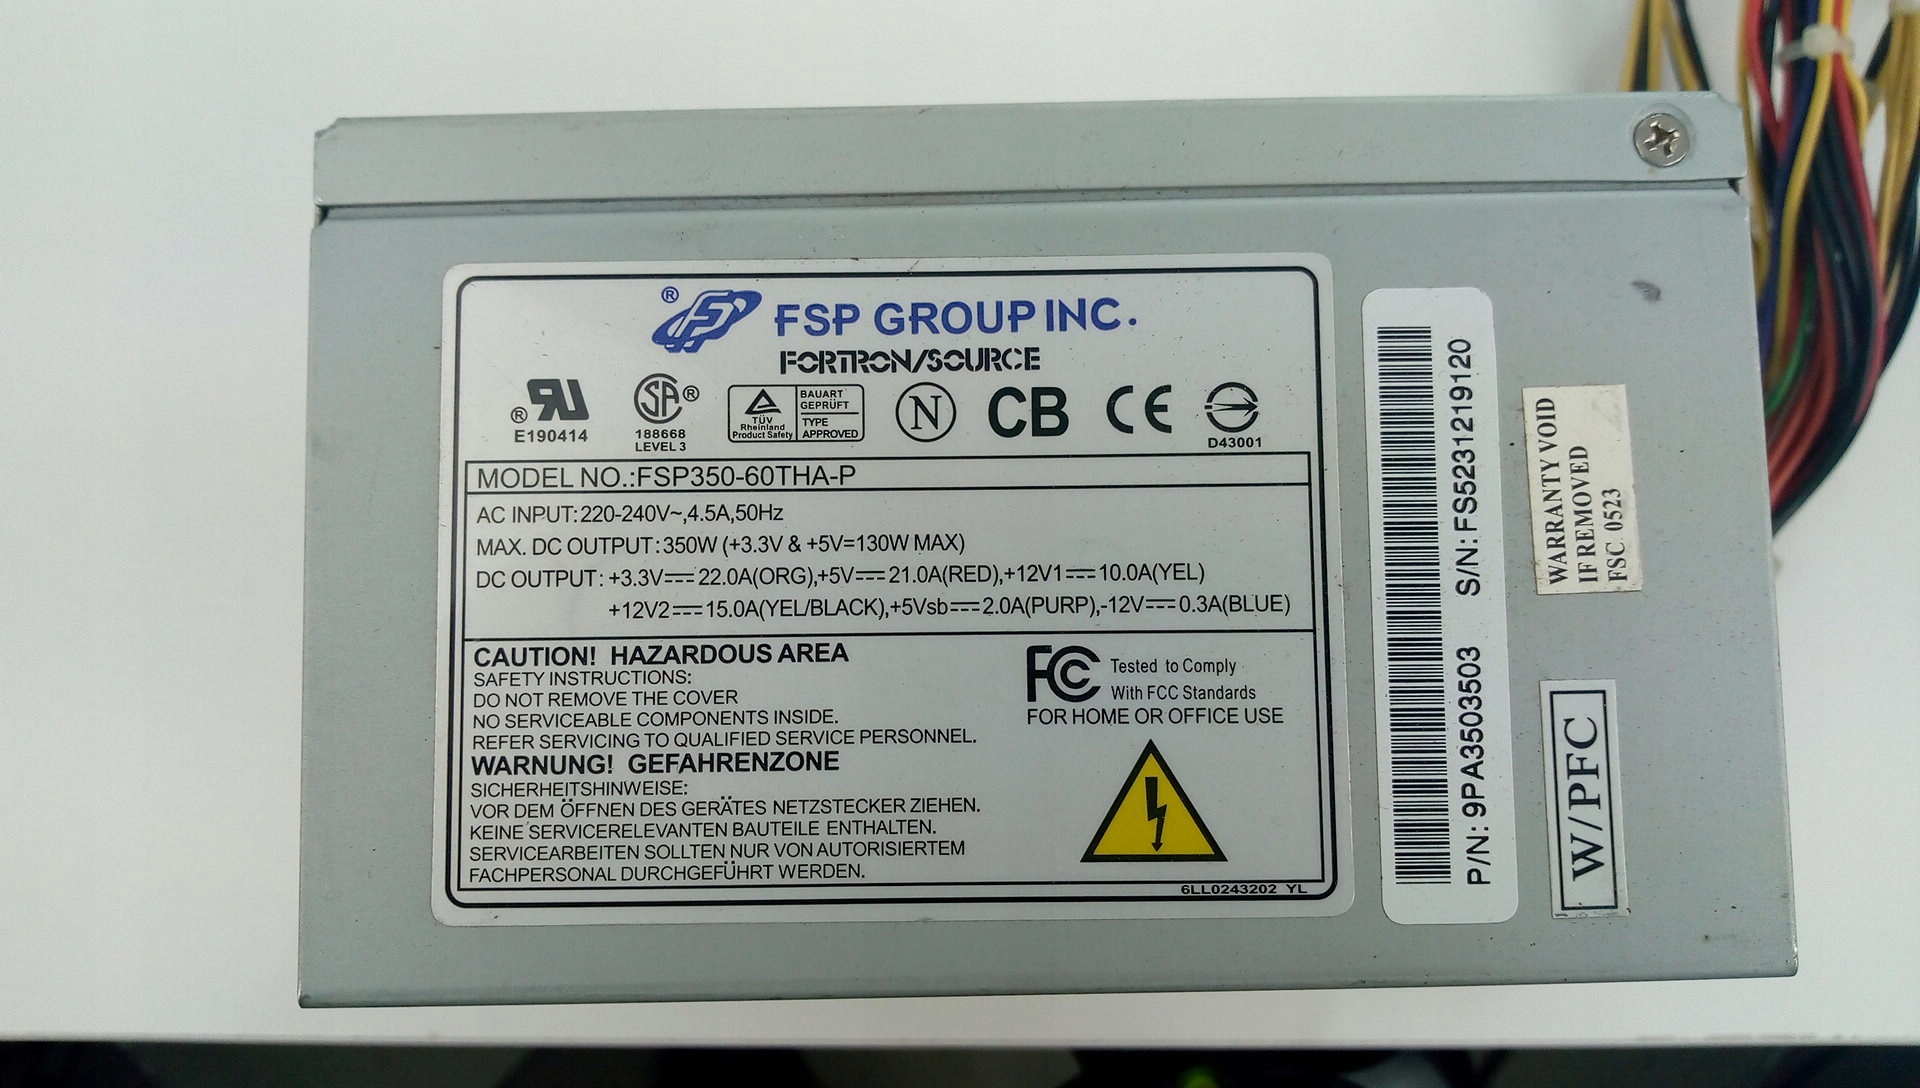 ® FSP GROUP INC.
FORTRON/SOURCE
®
E190414
SA ®
188668
LEVEL 3
TÜV
Rheinland
Product Safety
BAUART
GEPRÜFT
TYPE
APPROVED
N
CB
CE
D43001
MODEL NO.:FSP350-60THA-P
AC INPUT:220-240V~,4.5A,50Hz
MAX. DC OUTPUT:350W (+3.3V & +5V=130W MAX)
DC OUTPUT: +3.3V⎓22.0A(ORG),+5V⎓21.0A(RED),+12V1⎓10.0A(YEL)
+12V2⎓15.0A(YEL/BLACK),+5Vsb⎓2.0A(PURP),-12V⎓0.3A(BLUE)
CAUTION! HAZARDOUS AREA
SAFETY INSTRUCTIONS:
DO NOT REMOVE THE COVER
NO SERVICEABLE COMPONENTS INSIDE.
REFER SERVICING TO QUALIFIED SERVICE PERSONNEL.
WARNUNG! GEFAHRENZONE
SICHERHEITSHINWEISE:
VOR DEM ÖFFNEN DES GERÄTES NETZSTECKER ZIEHEN.
KEINE SERVICERELEVANTEN BAUTEILE ENTHALTEN.
SERVICEARBEITEN SOLLTEN NUR VON AUTORISIERTEM
FACHPERSONAL DURCHGEFÜHRT WERDEN.
FC Tested to Comply
With FCC Standards
FOR HOME OR OFFICE USE
6LL0243202 YL
P/N: 9PA3503503 S/N: FS5231219120
WARRANTY VOID
IF REMOVED
FSC 0523
W/PFC